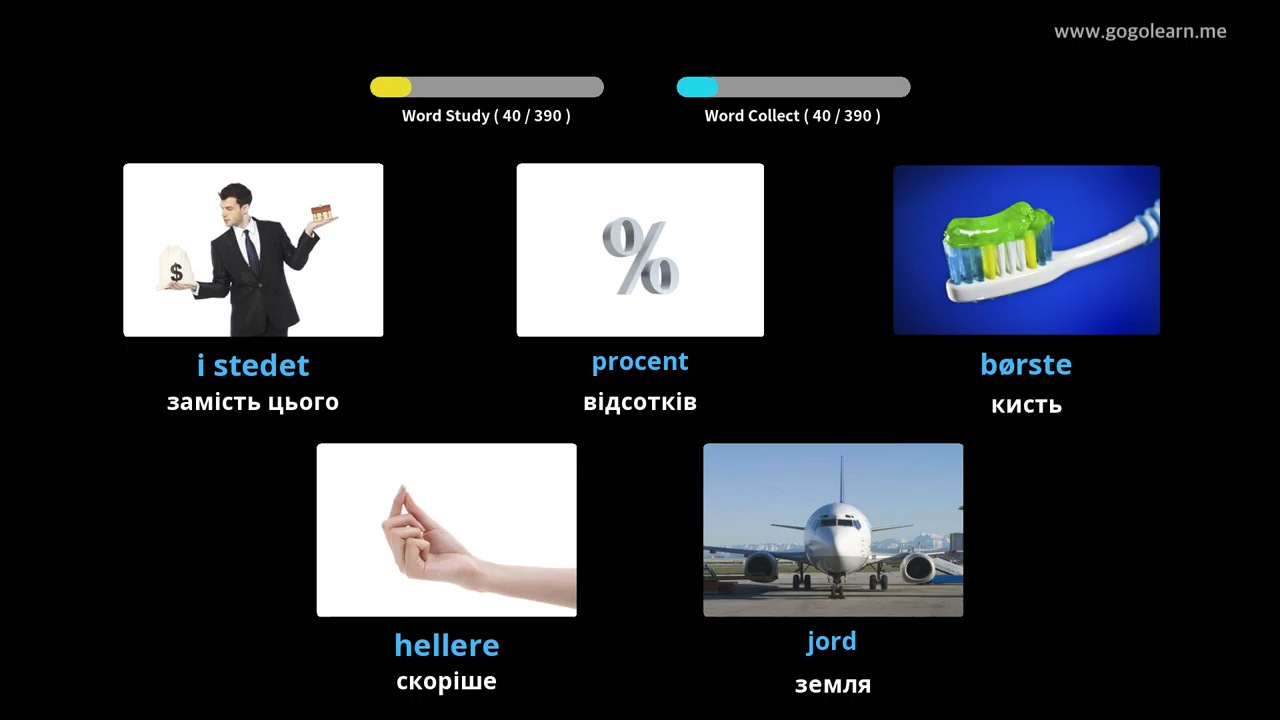 www.gogolearn.me
Word Study ( 40 / 390 )
Word Collect ( 40 / 390 )
$
%
i stedet
замість цього
procent
відсотків
børste
кисть
hellere
скоріше
jord
земля